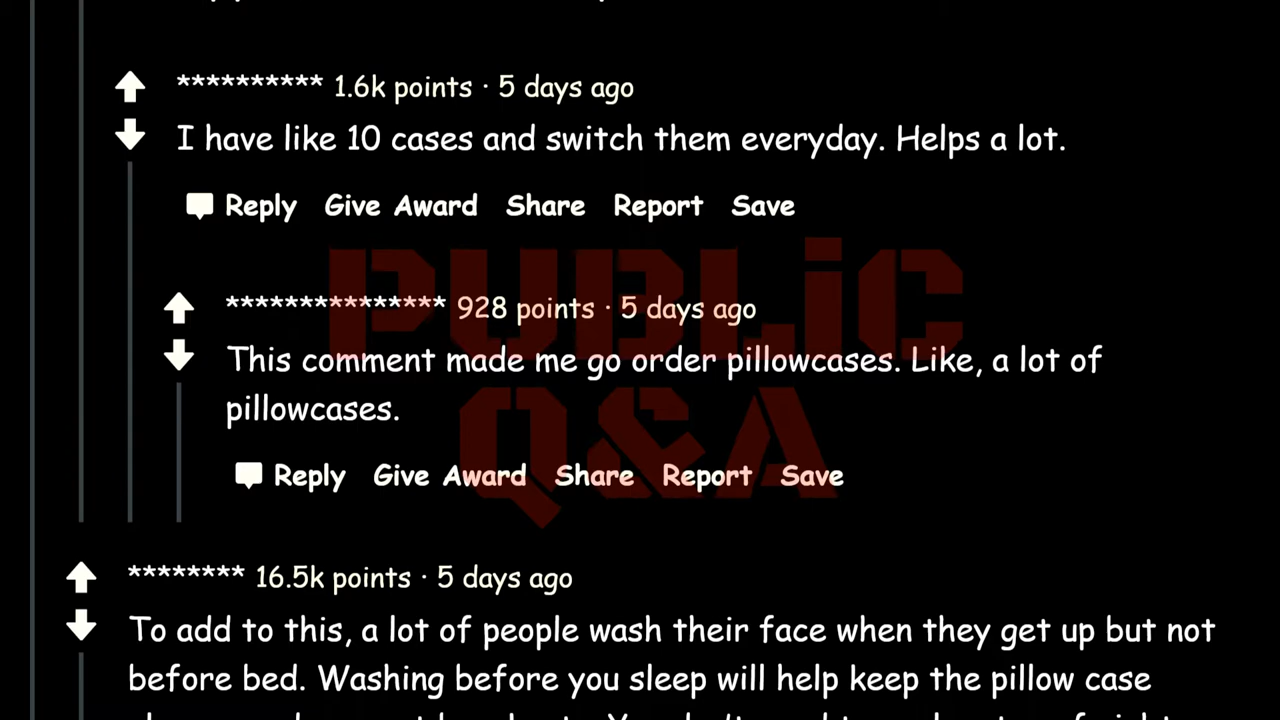 ********** 1.6k points · 5 days ago
I have like 10 cases and switch them everyday. Helps a lot.
Reply Give Award Share Report Save
PUBLiC
*************** 928 points · 5 days ago
This comment made me go order pillowcases. Like, a lot of
pillowcases.
Q&A
Reply Give Award Share Report Save
******** 16.5k points · 5 days ago
To add to this, a lot of people wash their face when they get up but not
before bed. Washing before you sleep will help keep the pillow case